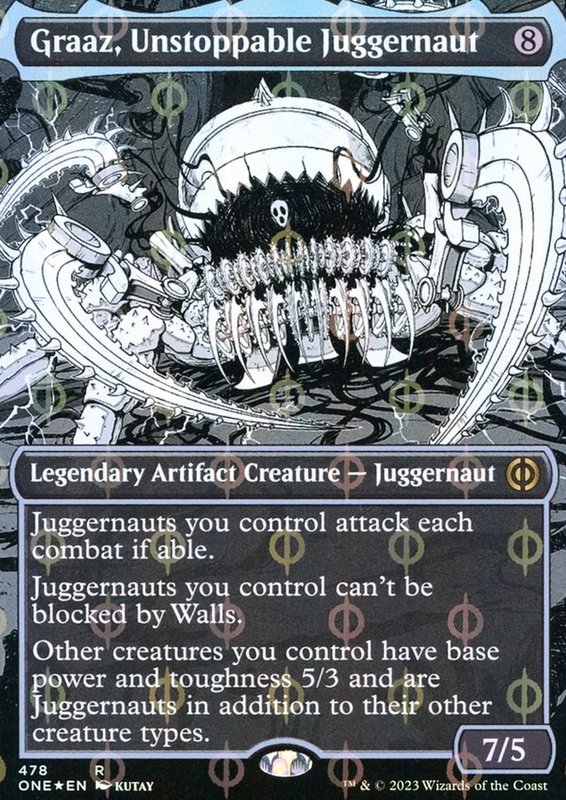 Graaz, Unstoppable Juggernaut 8
Legendary Artifact Creature — Juggernaut
Juggernauts you control attack each
combat if able.
Juggernauts you control can't be
blocked by Walls.
Other creatures you control have base
power and toughness 5/3 and are
Juggernauts in addition to their other
creature types.
7/5
478 R
ONE★EN KUTAY
™ & © 2023 Wizards of the Coast